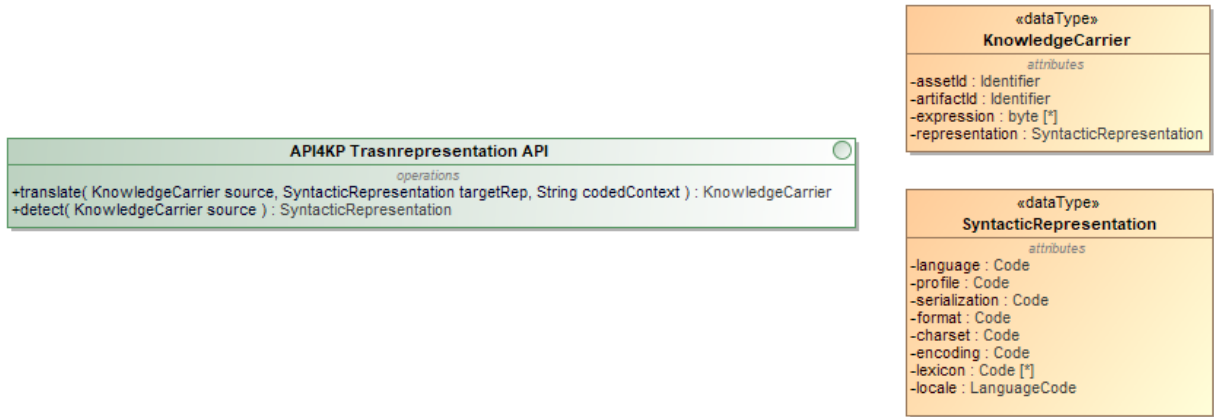 API4KP Trasnrepresentation API
operations
+translate( KnowledgeCarrier source, SyntacticRepresentation targetRep, String codedContext ) : KnowledgeCarrier
+detect( KnowledgeCarrier source ) : SyntacticRepresentation
«dataType»
KnowledgeCarrier
attributes
-assetId : Identifier
-artifactId : Identifier
-expression : byte [*]
-representation : SyntacticRepresentation
«dataType»
SyntacticRepresentation
attributes
-language : Code
-profile : Code
-serialization : Code
-format : Code
-charset : Code
-encoding : Code
-lexicon : Code [*]
-locale : LanguageCode